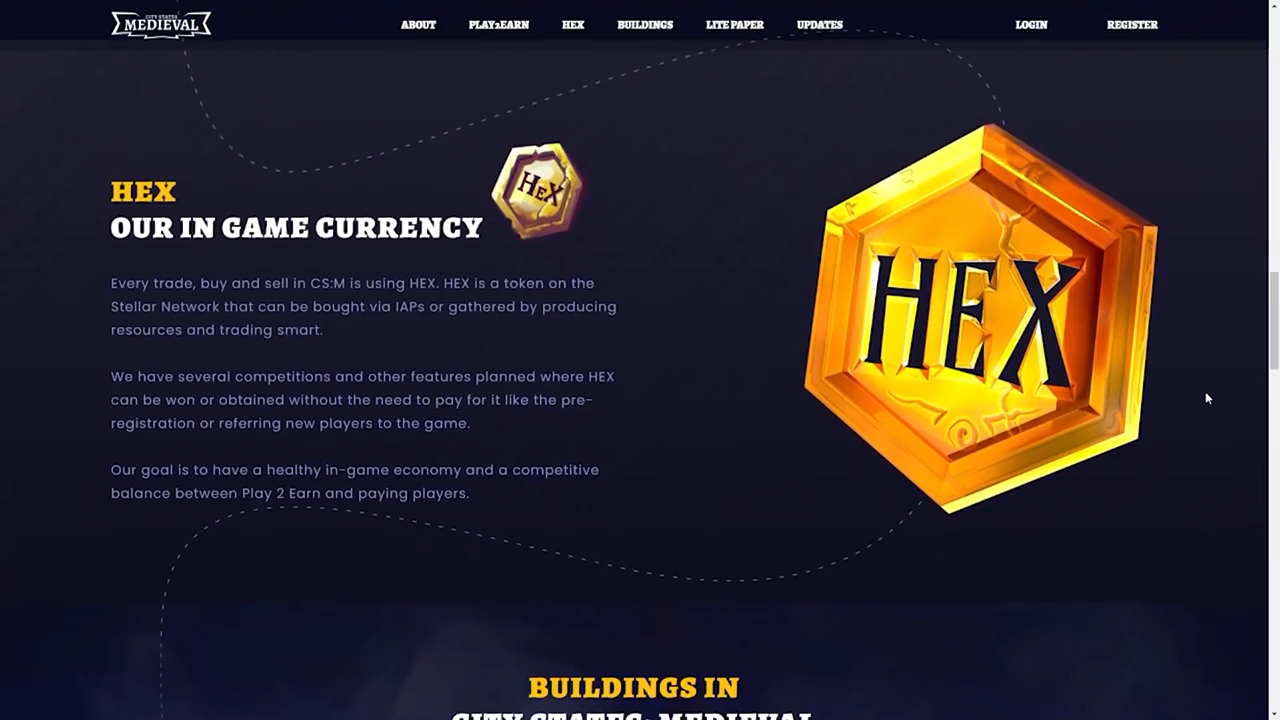 CITY STATES
MEDIEVAL
ABOUT
PLAY2EARN
HEX
BUILDINGS
LITE PAPER
UPDATES
LOGIN
REGISTER
HEX
OUR IN GAME CURRENCY
HEX
HEX
Every trade, buy and sell in CS:M is using HEX. HEX is a token on the
Stellar Network that can be bought via IAPs or gathered by producing
resources and trading smart.
We have several competitions and other features planned where HEX
can be won or obtained without the need to pay for it like the pre-
registration or referring new players to the game.
Our goal is to have a healthy in-game economy and a competitive
balance between Play 2 Earn and paying players.
BUILDINGS IN
CITY STATES: MEDIEVAL